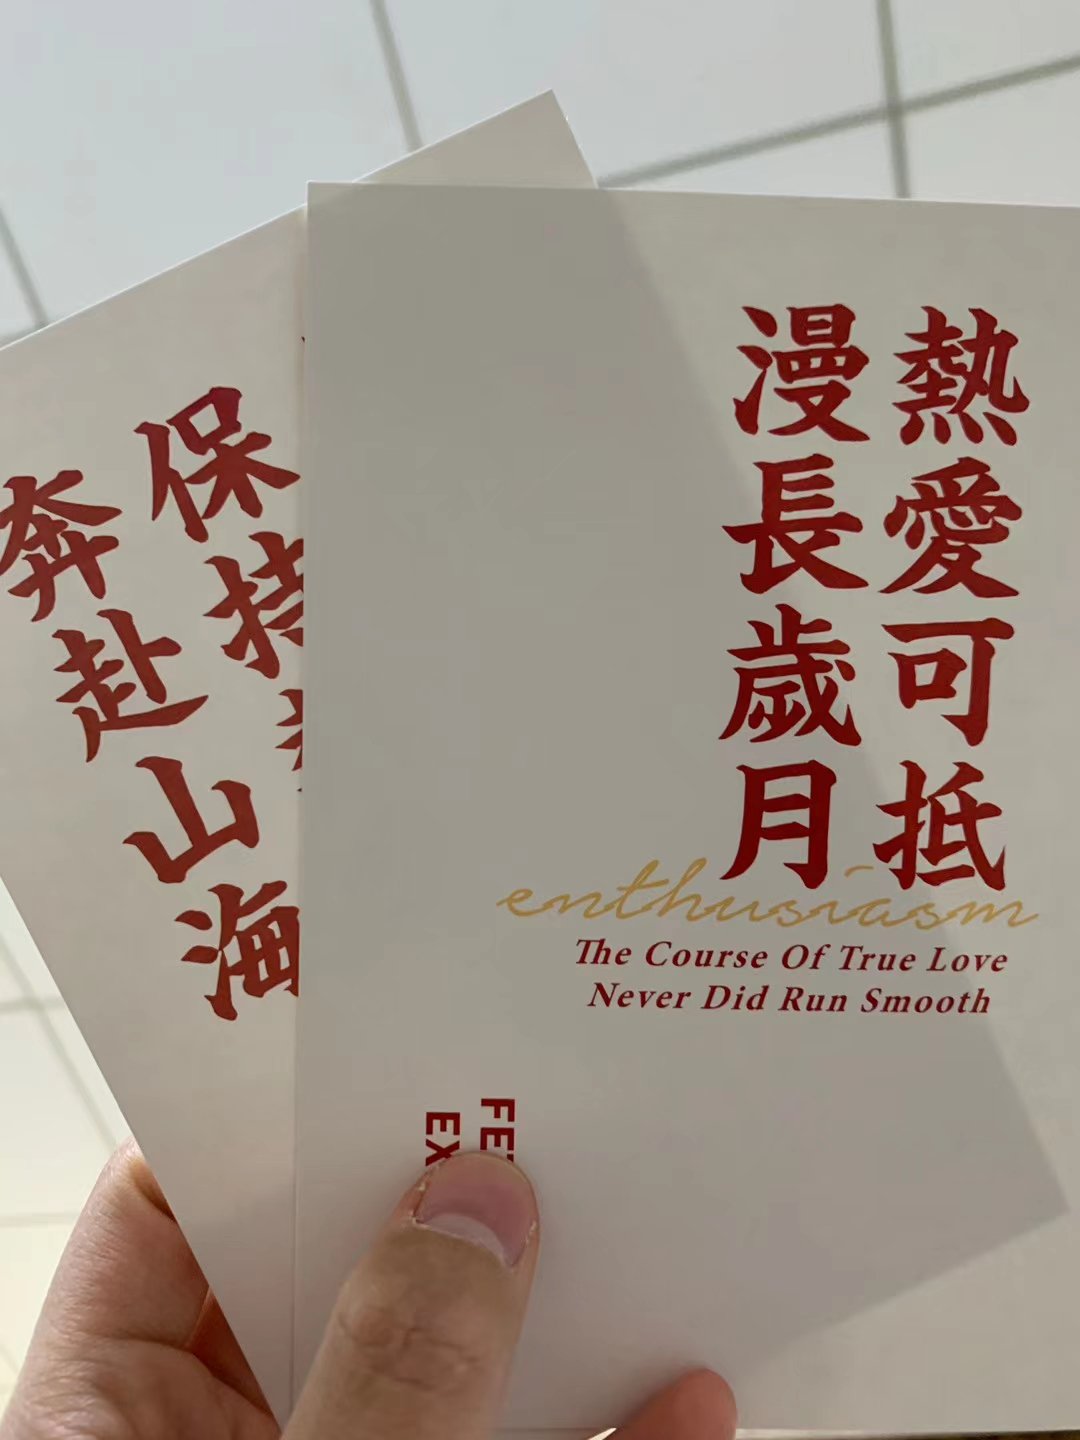 熱愛可抵
漫長歲月
enthusiasm
The Course Of True Love
Never Did Run Smooth
保持
奔赴山海